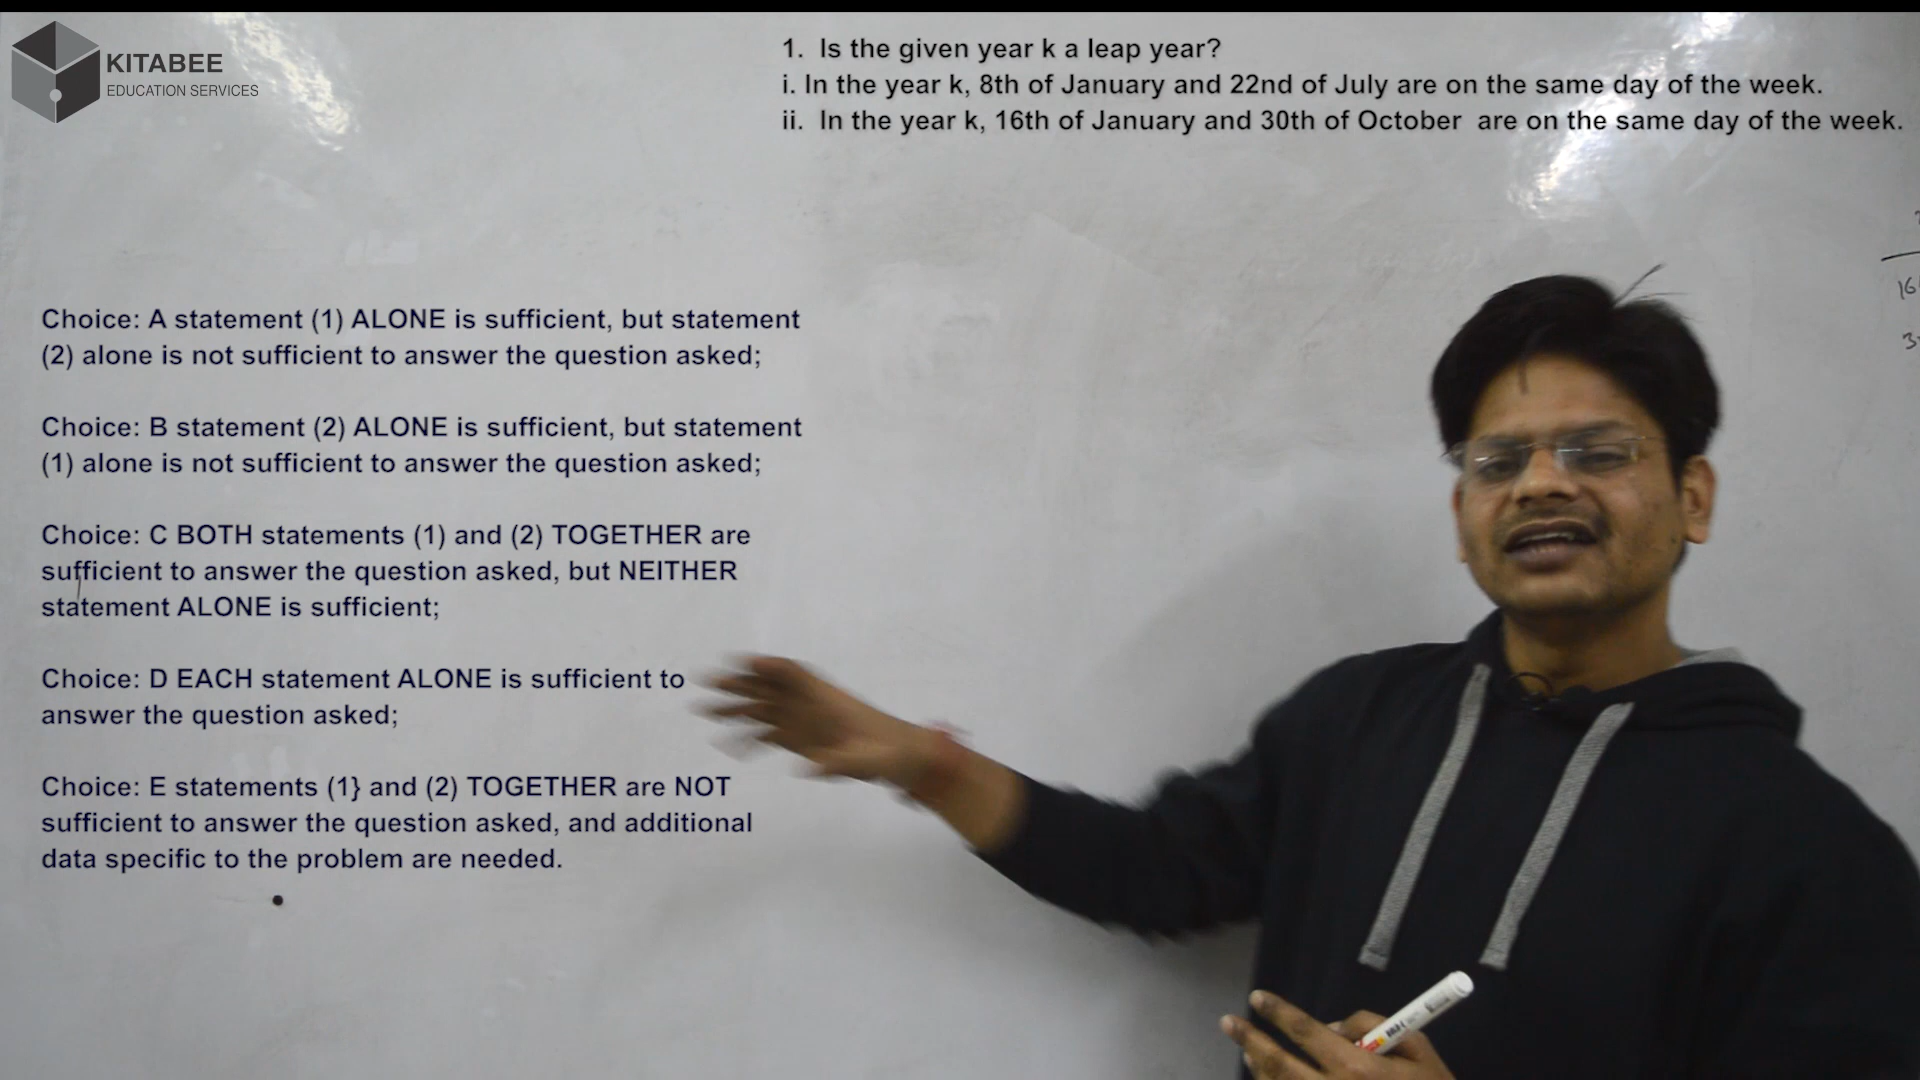 KITABEE
EDUCATION SERVICES
1. Is the given year k a leap year?
i. In the year k, 8th of January and 22nd of July are on the same day of the week.
ii. In the year k, 16th of January and 30th of October are on the same day of the week.
Choice: A statement (1) ALONE is sufficient, but statement
(2) alone is not sufficient to answer the question asked;
Choice: B statement (2) ALONE is sufficient, but statement
(1) alone is not sufficient to answer the question asked;
Choice: C BOTH statements (1) and (2) TOGETHER are
sufficient to answer the question asked, but NEITHER
statement ALONE is sufficient;
Choice: D EACH statement ALONE is sufficient to
answer the question asked;
Choice: E statements (1} and (2) TOGETHER are NOT
sufficient to answer the question asked, and additional
data specific to the problem are needed.